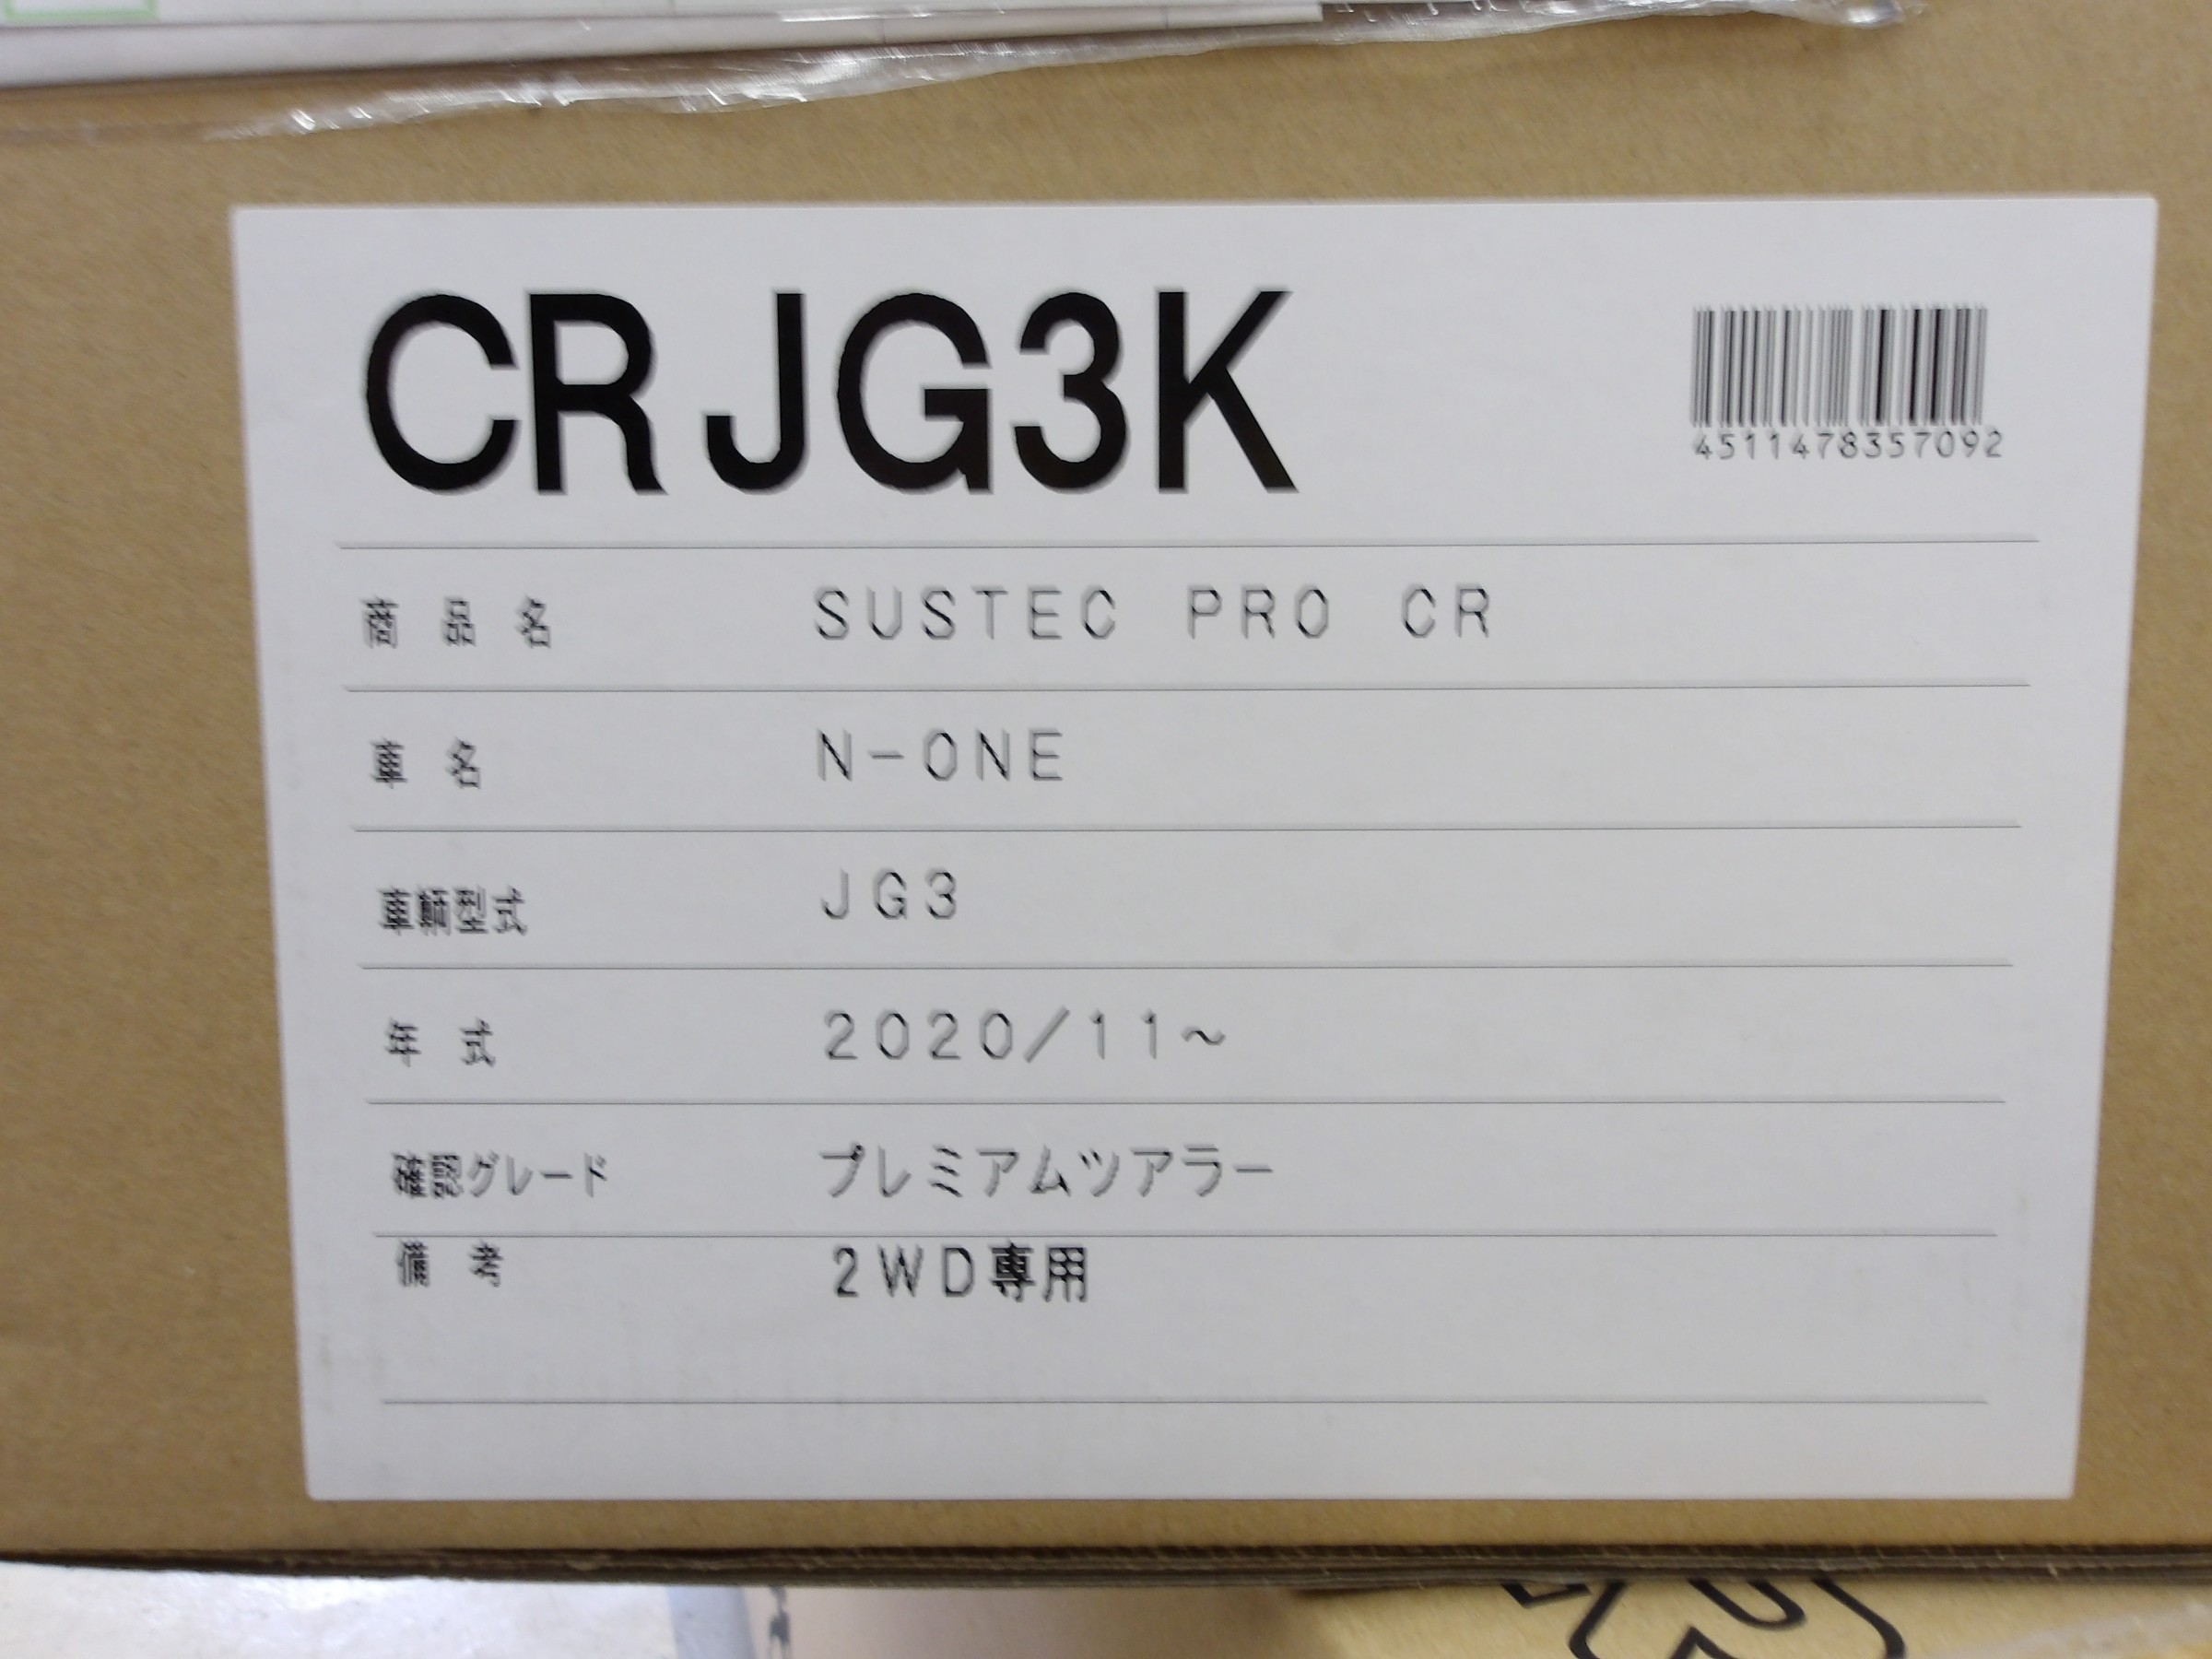 CRJG3K
4511478357092
商品名 SUSTEC PRO CR
車名 N-ONE
車輌型式 JG3
年式 2020/11~
確認グレード プレミアムツアラー
備考 2WD専用